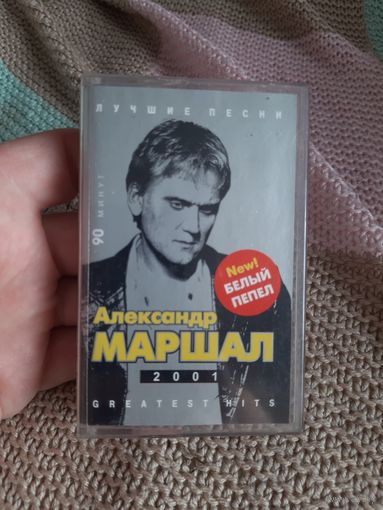 ЛУЧШИЕ ПЕСНИ
90 МИНУТ
New!
БЕЛЫЙ
ПЕПЕЛ
Александр
МАРШАЛ
2001
GREATEST HITS